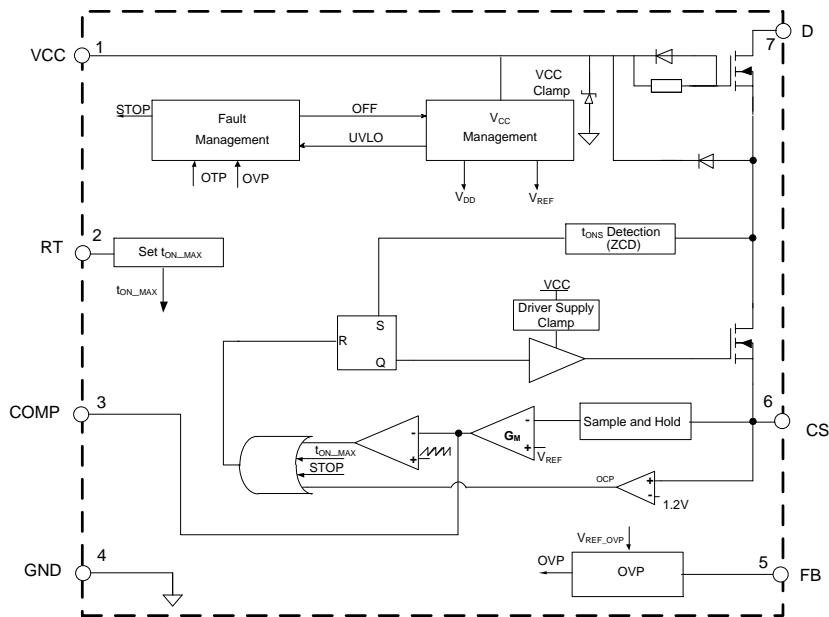 D
7
VCC
1
VCC
Clamp
STOP
Fault
Management
OFF
UVLO
VCC
Management
OTP
OVP
VDD
VREF
RT
2
Set tON_MAX
tON_MAX
tONS Detection
(ZCD)
VCC
Driver Supply
Clamp
S
R
Q
COMP
3
6
CS
Sample and Hold
-
GM
+
VREF
-
+
tON_MAX
STOP
OCP
+
-
1.2V
GND
4
VREF_OVP
OVP
OVP
5
FB